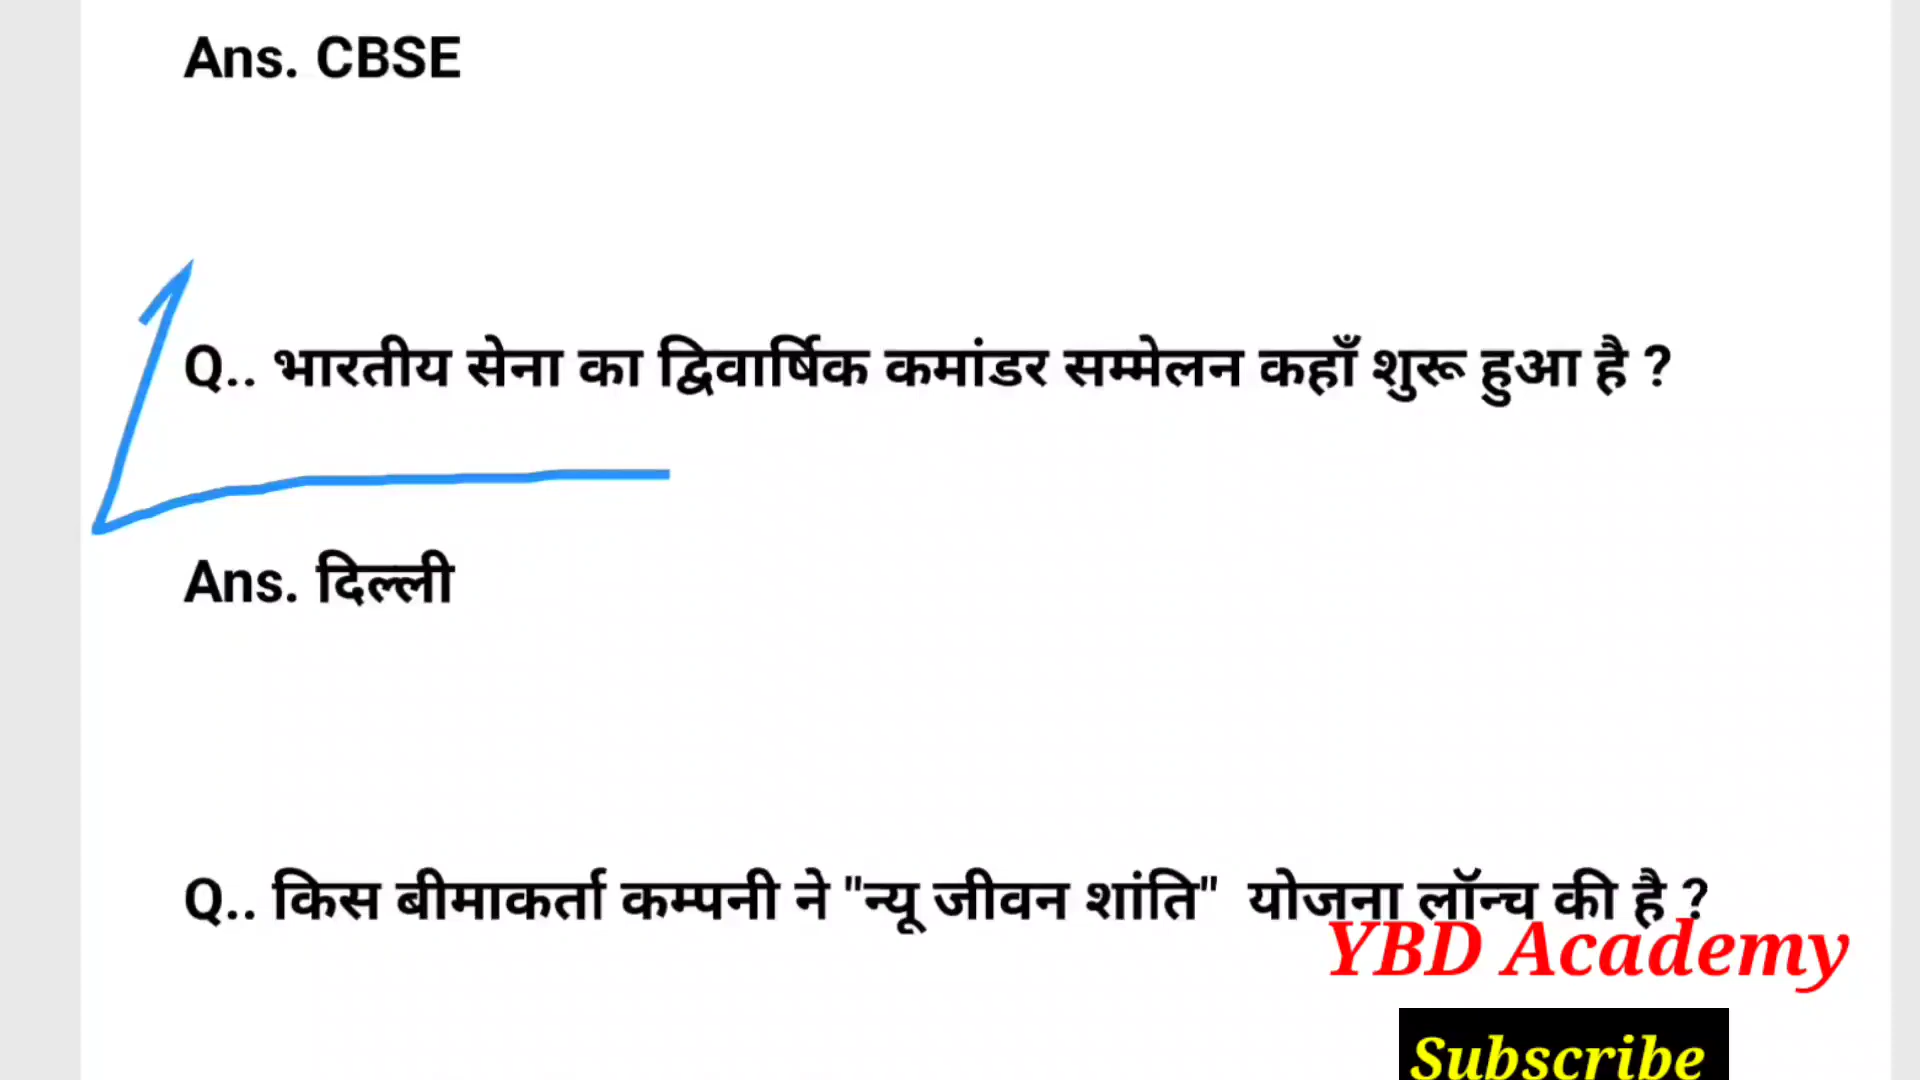 Ans. CBSE
Q.. भारतीय सेना का द्विवार्षिक कमांडर सम्मेलन कहाँ शुरू हुआ है ?
Ans. दिल्ली
Q.. किस बीमाकर्ता कम्पनी ने "न्यू जीवन शांति" योजना लॉन्च की है ?
YBD Academy
Subscribe